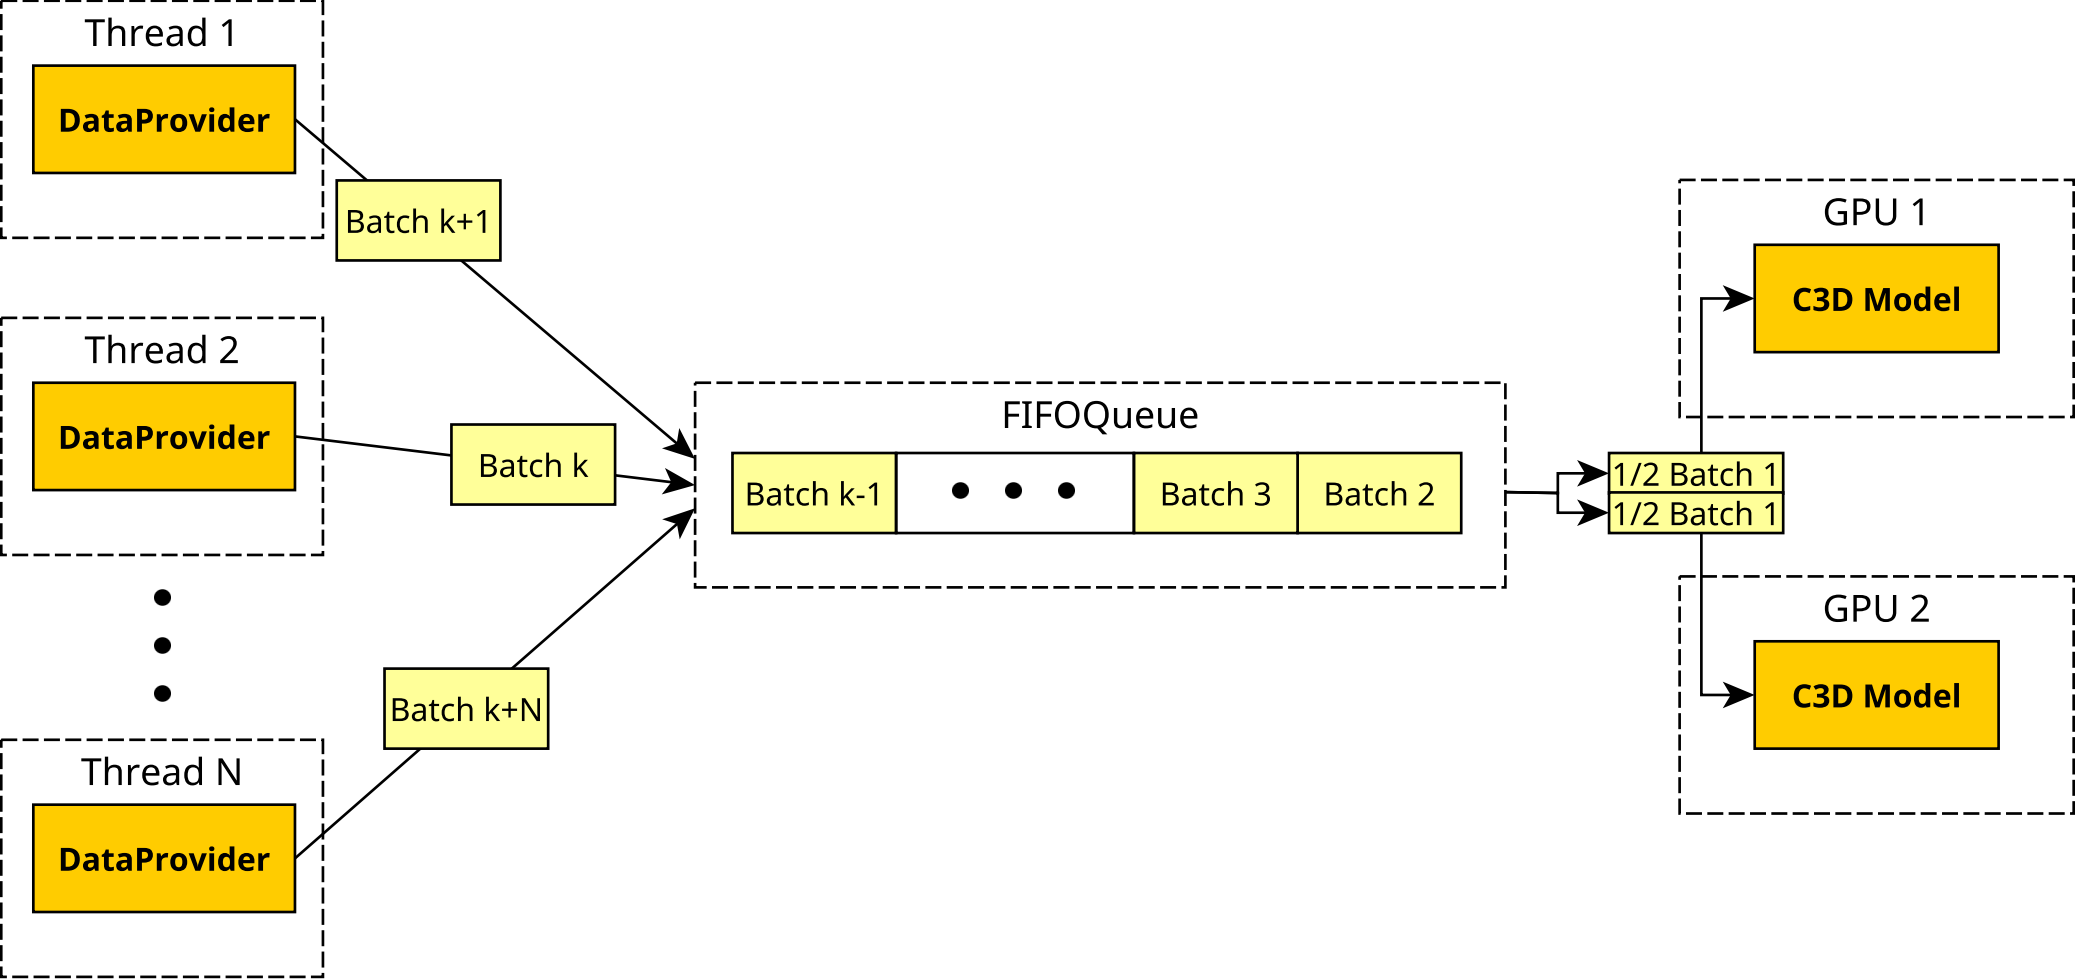 Thread 1
DataProvider
Batch k+1
Thread 2
DataProvider
Batch k
Thread N
DataProvider
Batch k+N
FIFOQueue
Batch k-1
Batch 3
Batch 2
1/2 Batch 1
1/2 Batch 1
GPU 1
C3D Model
GPU 2
C3D Model